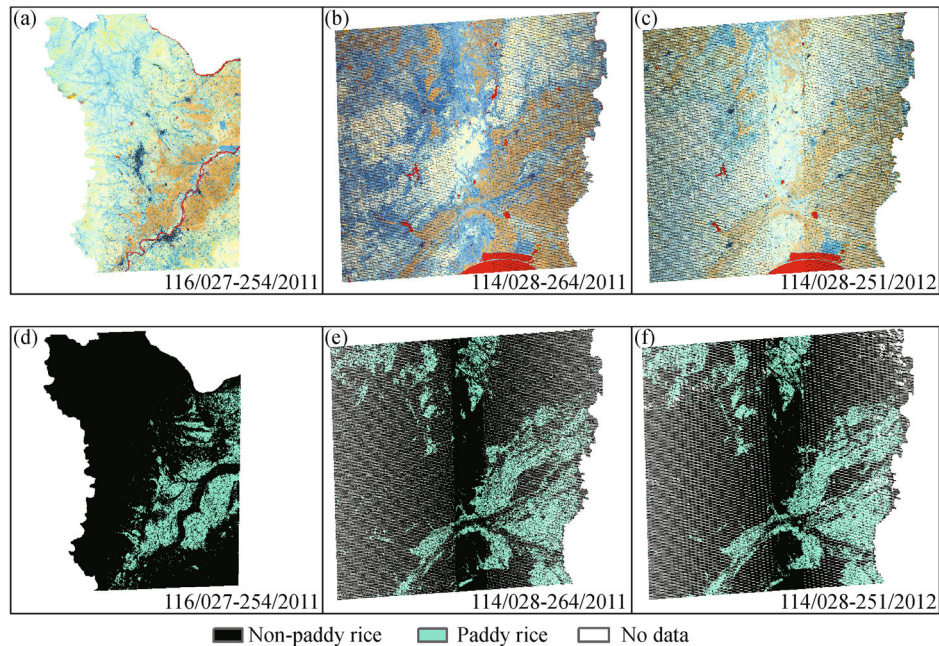 (a)
(b)
(c)
116/027-254/2011
114/028-264/2011
114/028-251/2012
(d)
(e)
(f)
116/027-254/2011
114/028-264/2011
114/028-251/2012
Non-paddy rice
Paddy rice
No data